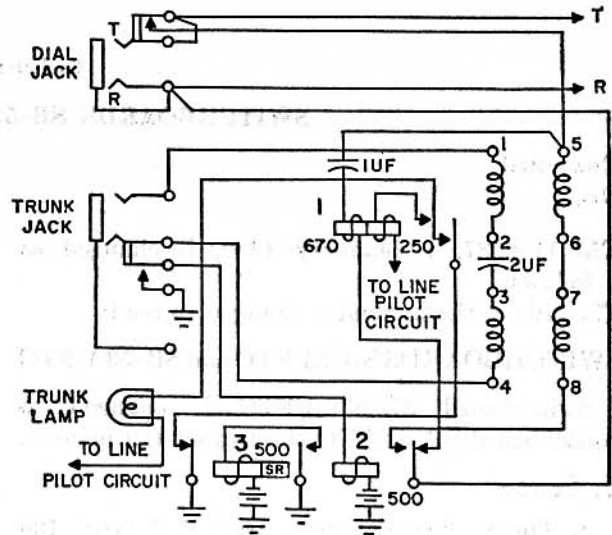 T
T
DIAL
JACK
R
R
1
5
1UF
TRUNK
JACK
1
670
250
2
6
2UF
TO LINE
PILOT
CIRCUIT
3
7
4
8
TRUNK
LAMP
TO LINE
PILOT CIRCUIT
3
500
SR
2
500